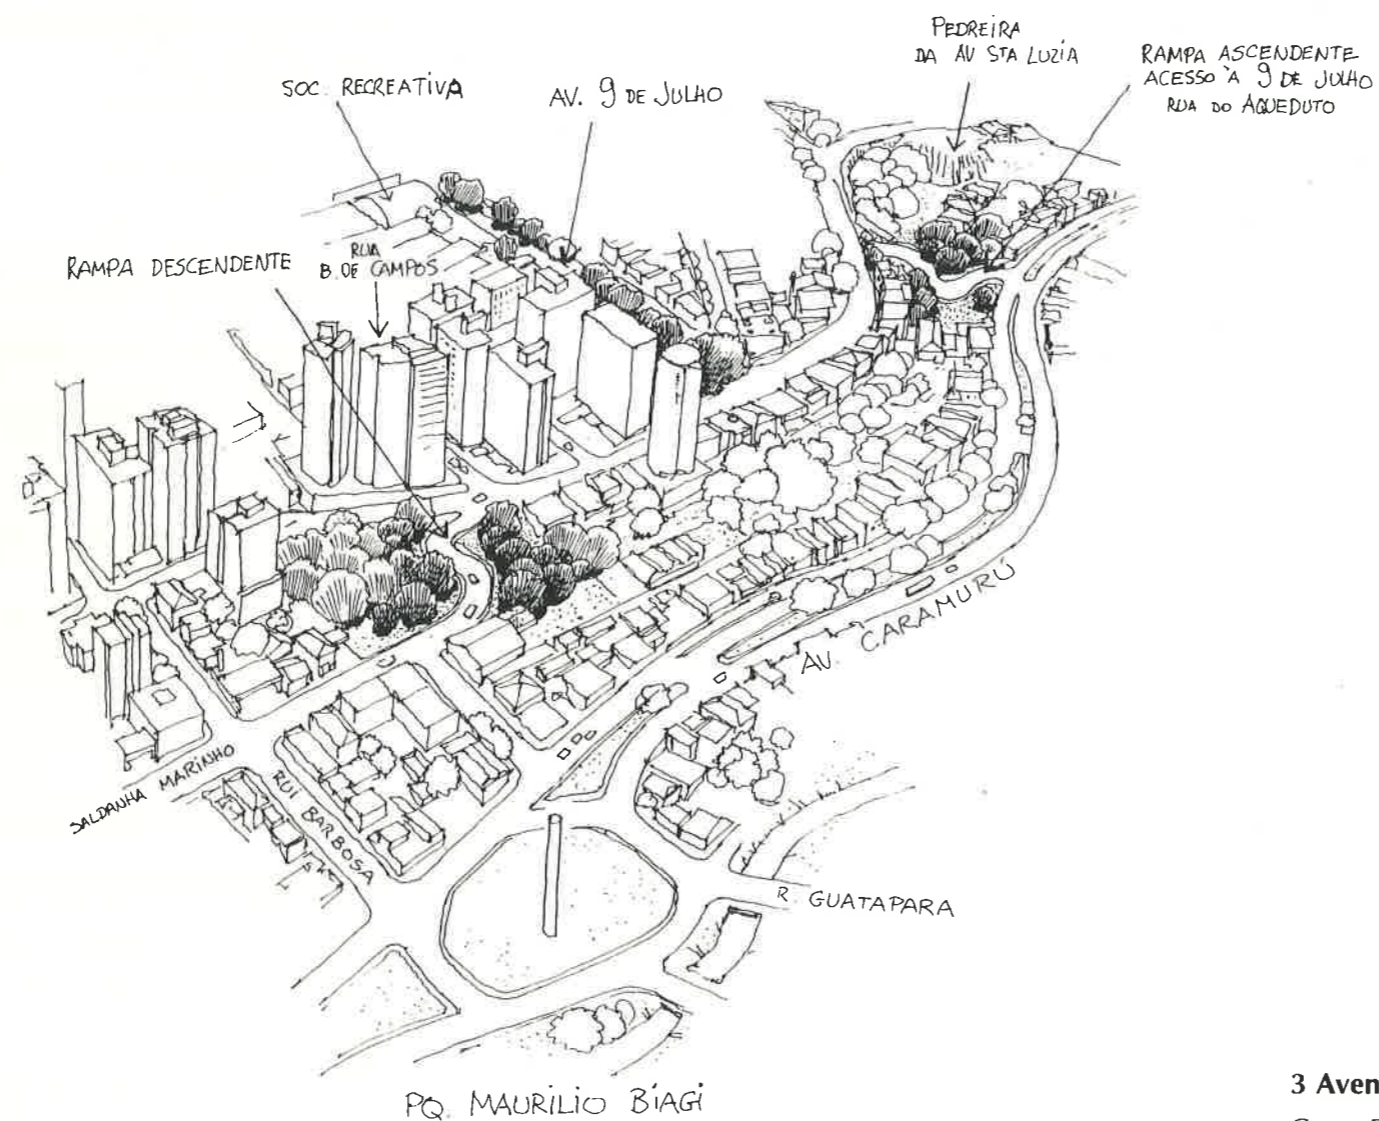 PEDREIRA
DA AV STA LUZIA
RAMPA ASCENDENTE
ACESSO À 9 DE JULHO
RUA DO AQUEDUTO
SOC. RECREATIVA
AV. 9 DE JULHO
RAMPA DESCENDENTE
RUA
B. DE CAMPOS
AV. CARAMURU
SALDANHA MARINHO
RUI BARBOSA
R. GUATAPARA
PQ. MAURILIO BIAGI
3 Aven